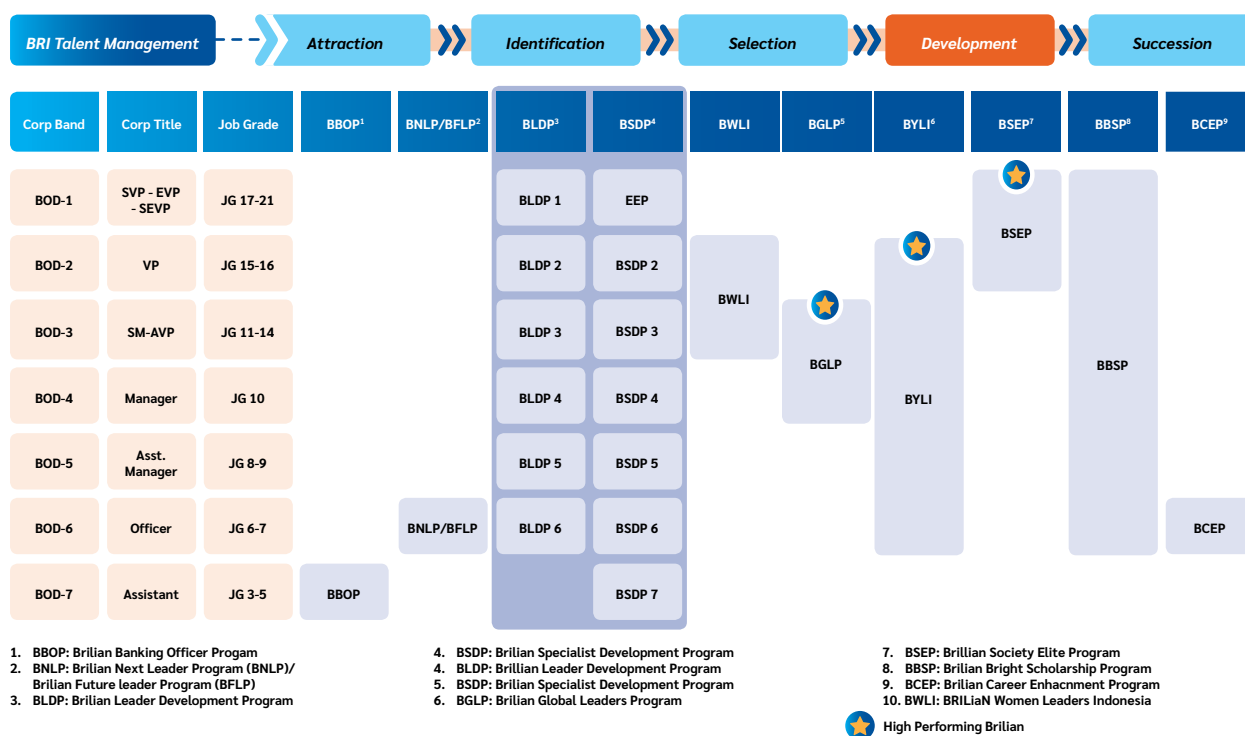 BRI Talent Management
Attraction
Identification
Selection
Development
Succession
Corp Band
Corp Title
Job Grade
BBOP¹
BNLP/BFLP²
BLDP³
BSDP⁴
BWLI
BGLP⁵
BYLI⁶
BSEP⁷
BBSP⁸
BCEP⁹
BOD-1
SVP - EVP
- SEVP
JG 17-21
BLDP 1
EEP
BSEP
BOD-2
VP
JG 15-16
BLDP 2
BSDP 2
BWLI
BOD-3
SM-AVP
JG 11-14
BLDP 3
BSDP 3
BGLP
BBSP
BOD-4
Manager
JG 10
BLDP 4
BSDP 4
BYLI
BOD-5
Asst.
Manager
JG 8-9
BLDP 5
BSDP 5
BOD-6
Officer
JG 6-7
BNLP/BFLP
BLDP 6
BSDP 6
BCEP
BOD-7
Assistant
JG 3-5
BBOP
BSDP 7
1. BBOP: Brilian Banking Officer Progam
2. BNLP: Brilian Next Leader Program (BNLP)/
Brilian Future leader Program (BFLP)
3. BLDP: Brilian Leader Development Program
4. BSDP: Brilian Specialist Development Program
4. BLDP: Brillian Leader Development Program
5. BSDP: Brilian Specialist Development Program
6. BGLP: Brilian Global Leaders Program
7. BSEP: Brillian Society Elite Program
8. BBSP: Brilian Bright Scholarship Program
9. BCEP: Brilian Career Enhacnment Program
10. BWLI: BRILiaN Women Leaders Indonesia
High Performing Brilian